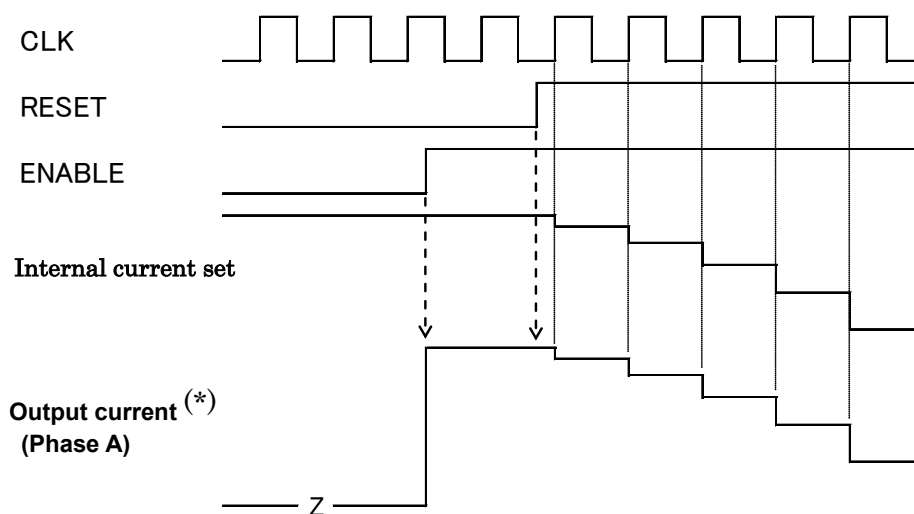 CLK
RESET
ENABLE
Internal current set
Output current (*)
(Phase A)
Z